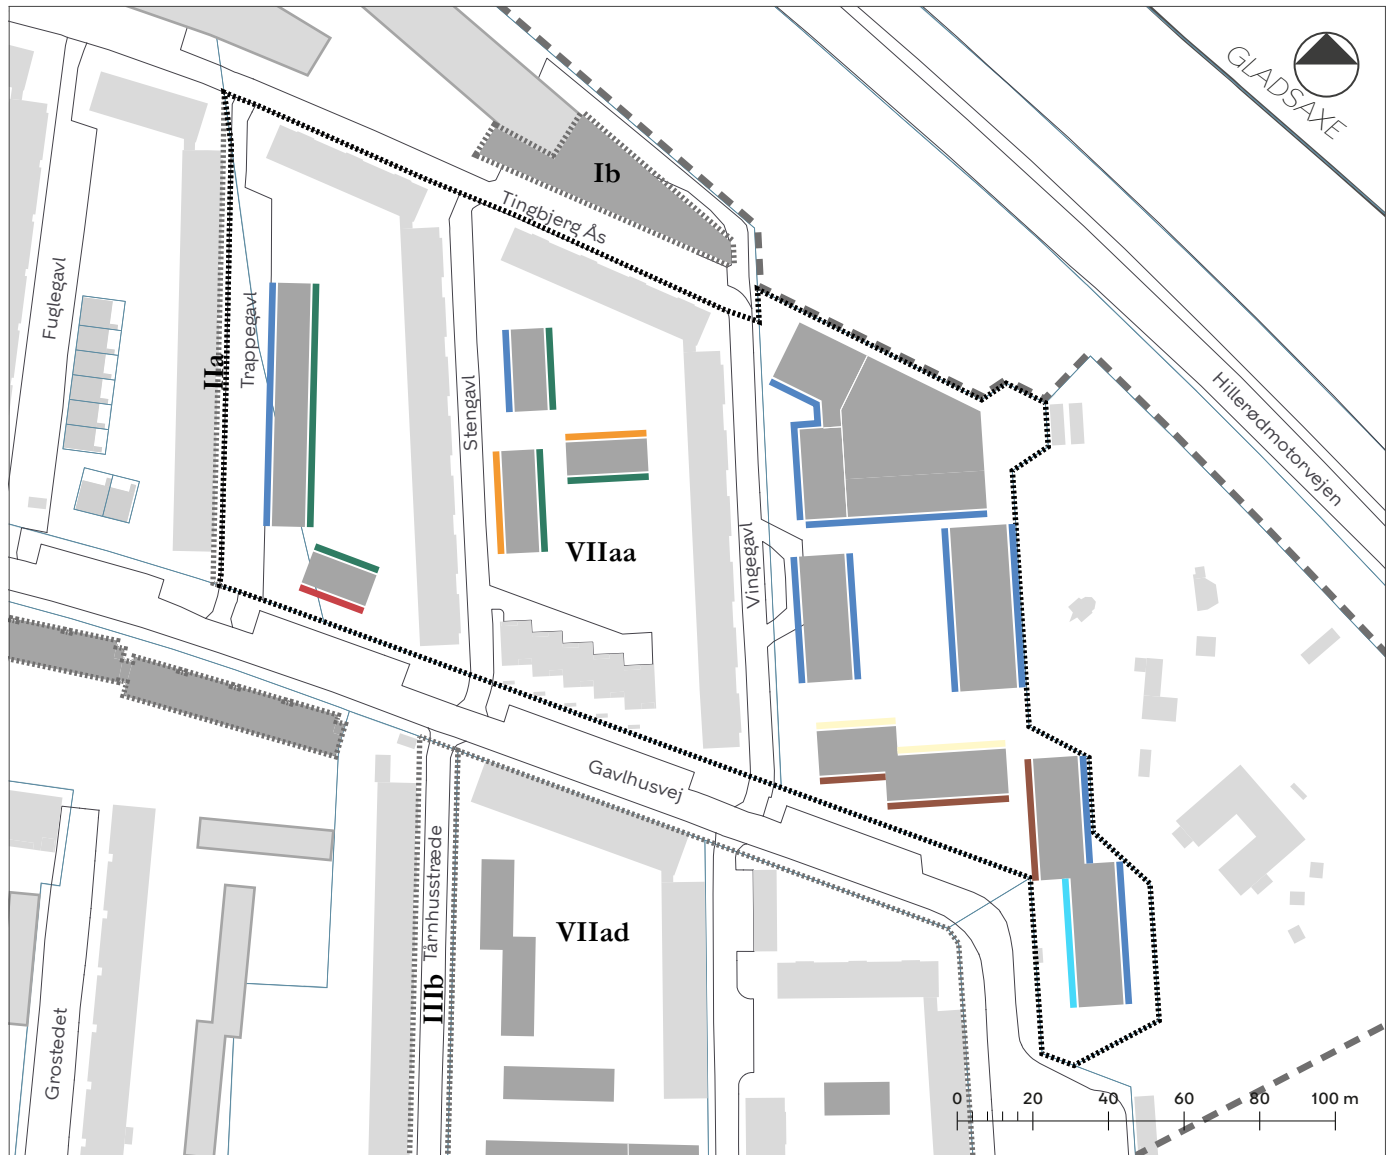 GLADSAXE
Ib
Tingbjerg Ås
Fuglegavl
Trappegavl
IIa
Stengavl
Hillerødmotorvejen
VIIaa
Vingegavl
Gavlhusvej
Tårnhusstræde
VIIad
IIIb
Grostedet
0 20 40 60 80 100 m